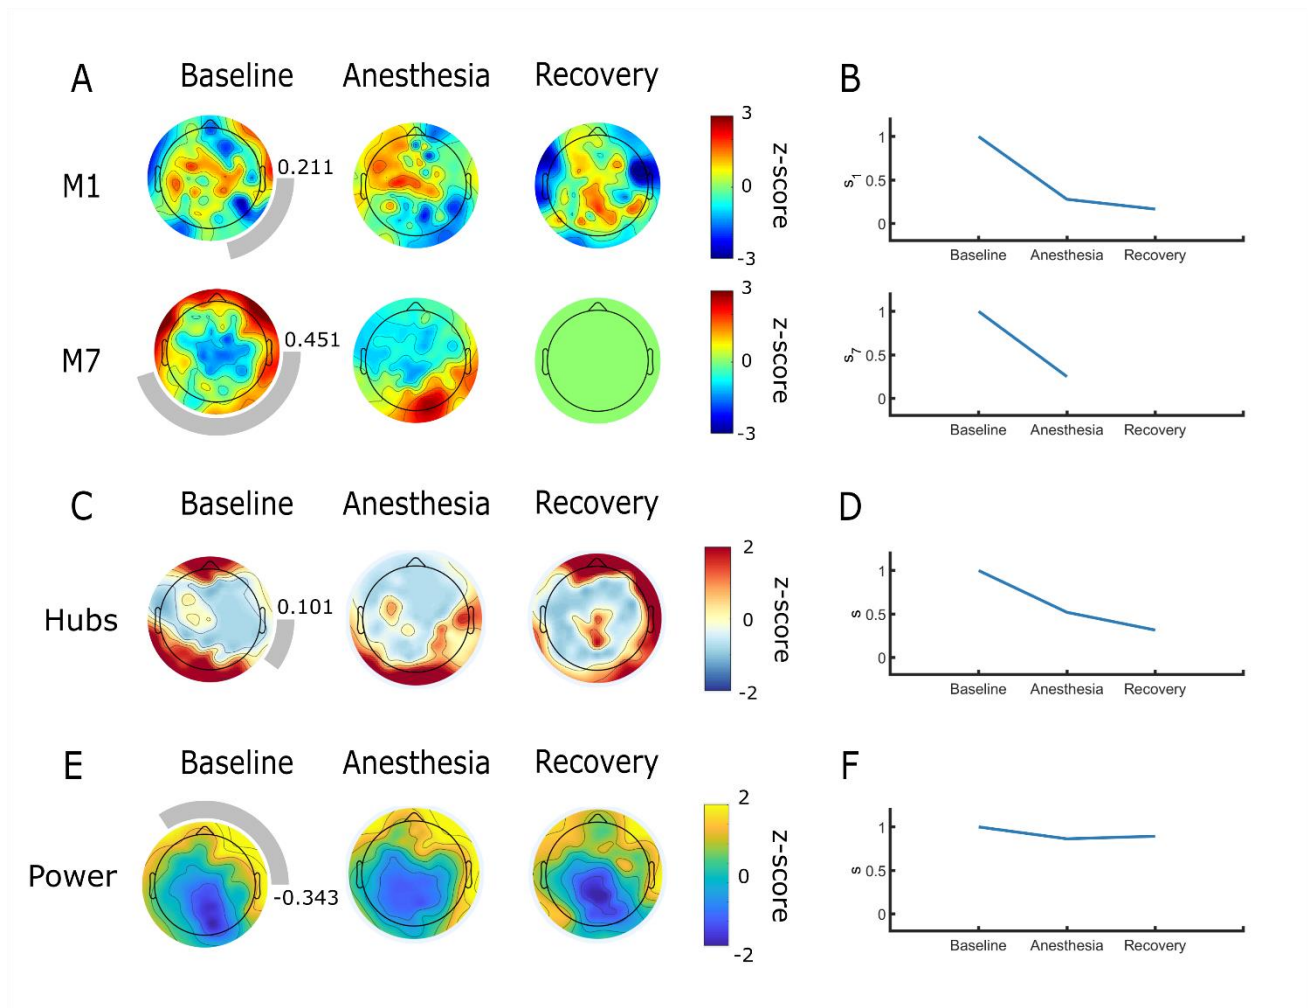 A Baseline Anesthesia Recovery B
M1
0.211
3
0
-3
z-score
s1
1
0.5
0
Baseline Anesthesia Recovery
M7
0.451
3
0
-3
z-score
s7
1
0.5
0
Baseline Anesthesia Recovery
C Baseline Anesthesia Recovery D
Hubs
0.101
2
0
-2
z-score
s
1
0.5
0
Baseline Anesthesia Recovery
E Baseline Anesthesia Recovery F
Power
-0.343
2
0
-2
z-score
s
1
0.5
0
Baseline Anesthesia Recovery